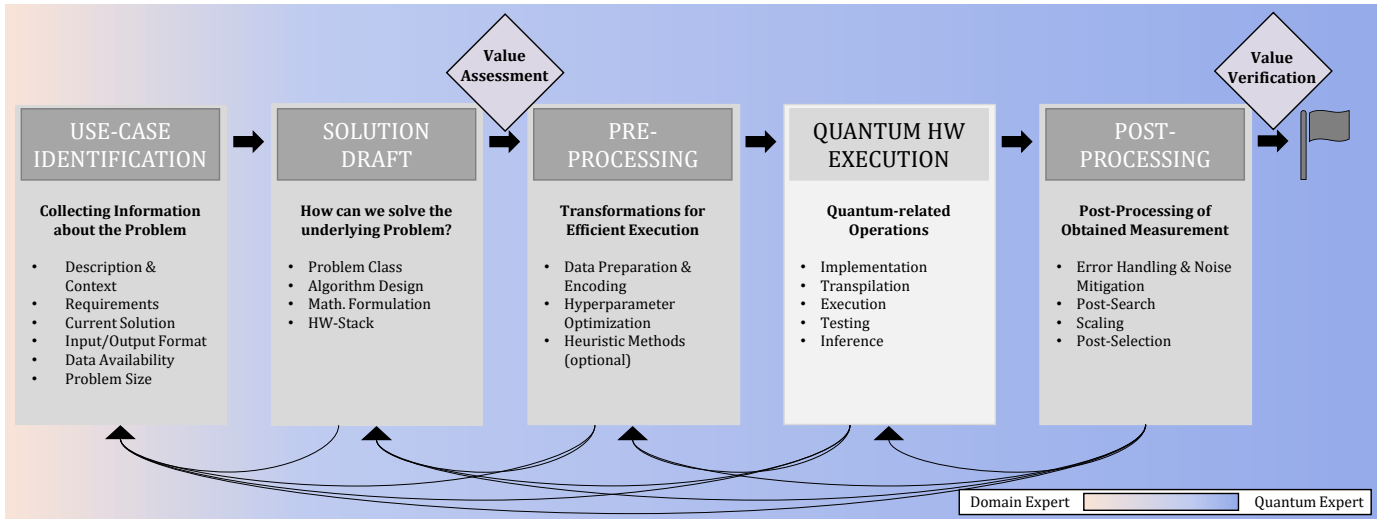 Value
Assessment
Value
Verification
USE-CASE
IDENTIFICATION
Collecting Information
about the Problem
• Description &
Context
• Requirements
• Current Solution
• Input/Output Format
• Data Availability
• Problem Size
SOLUTION
DRAFT
How can we solve the
underlying Problem?
• Problem Class
• Algorithm Design
• Math. Formulation
• HW-Stack
PRE-
PROCESSING
Transformations for
Efficient Execution
• Data Preparation &
Encoding
• Hyperparameter
Optimization
• Heuristic Methods
(optional)
QUANTUM HW
EXECUTION
Quantum-related
Operations
• Implementation
• Transpilation
• Execution
• Testing
• Inference
POST-
PROCESSING
Post-Processing of
Obtained Measurement
• Error Handling & Noise
Mitigation
• Post-Search
• Scaling
• Post-Selection
Domain Expert
Quantum Expert